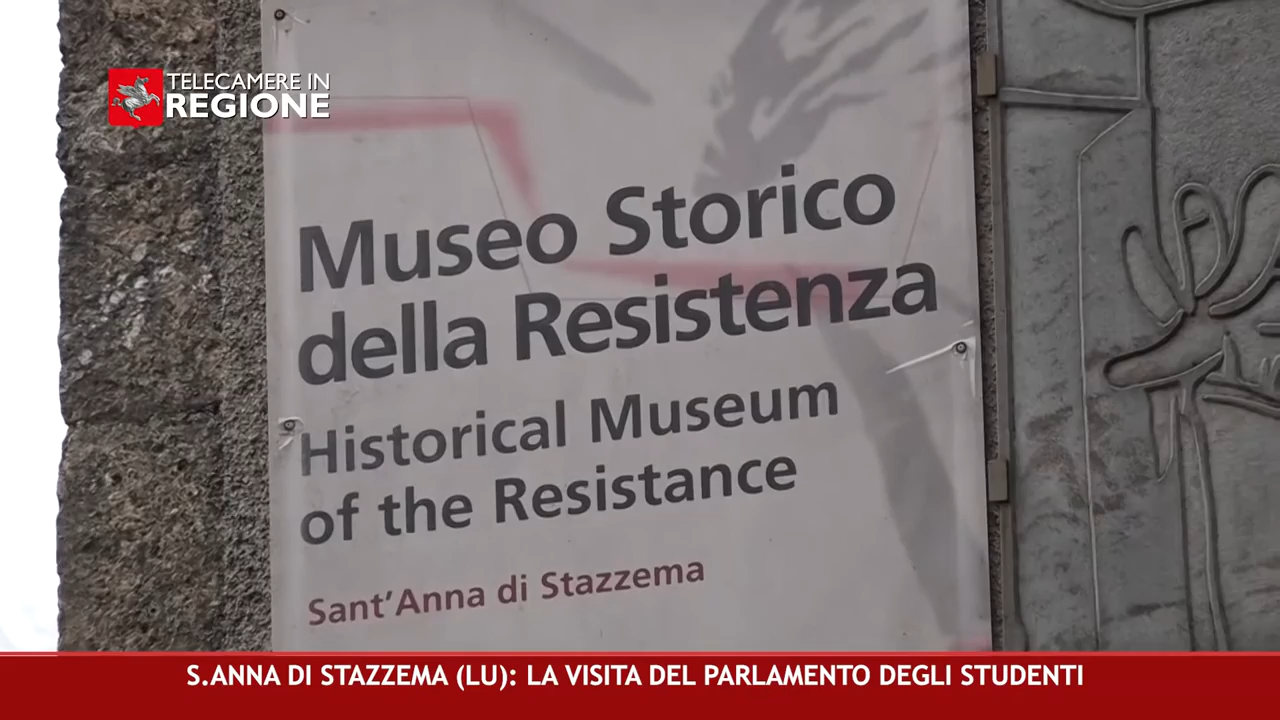 TELECAMERE IN
REGIONE
Museo Storico
della Resistenza
Historical Museum
of the Resistance
Sant'Anna di Stazzema
S.ANNA DI STAZZEMA (LU): LA VISITA DEL PARLAMENTO DEGLI STUDENTI